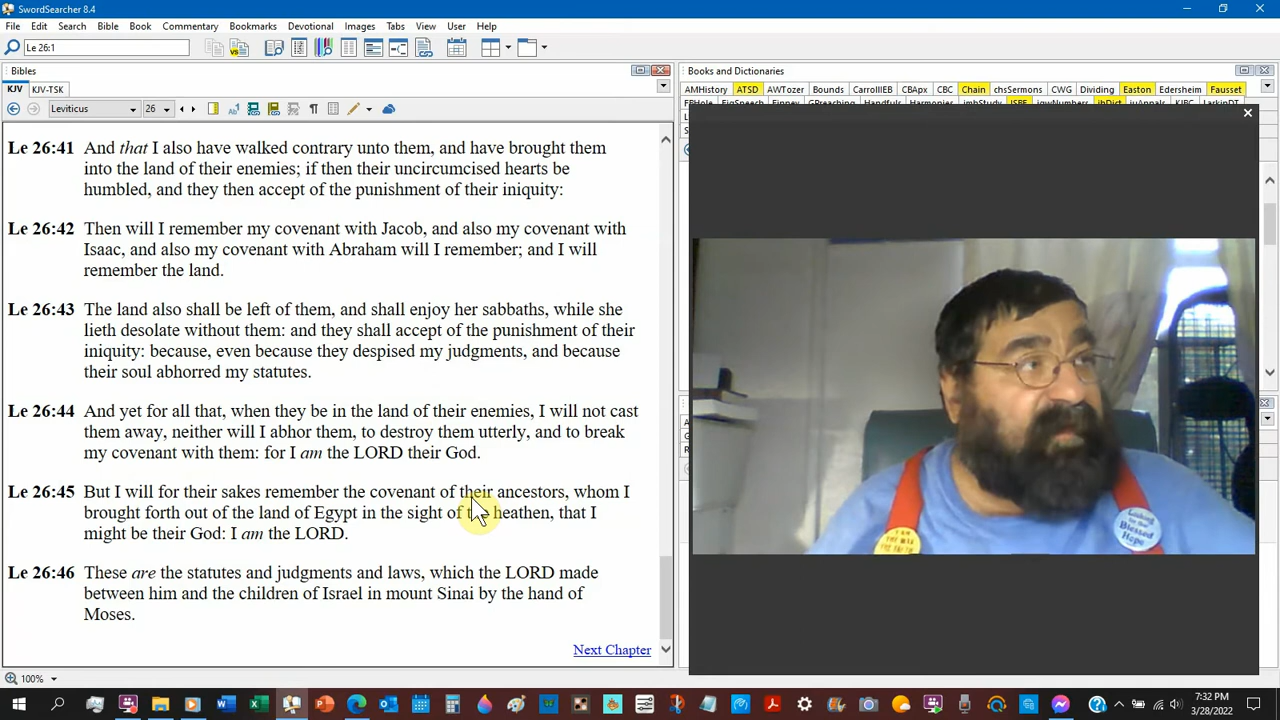 SwordSearcher 8.4
File Edit Search Bible Book Commentary Bookmarks Devotional Images Tabs View User Help
Le 26:1
Bibles
KJV KJV-TSK
Leviticus 26
Le 26:41 And that I also have walked contrary unto them, and have brought them
into the land of their enemies; if then their uncircumcised hearts be
humbled, and they then accept of the punishment of their iniquity:
Le 26:42 Then will I remember my covenant with Jacob, and also my covenant with
Isaac, and also my covenant with Abraham will I remember; and I will
remember the land.
Le 26:43 The land also shall be left of them, and shall enjoy her sabbaths, while she
lieth desolate without them: and they shall accept of the punishment of their
iniquity: because, even because they despised my judgments, and because
their soul abhorred my statutes.
Le 26:44 And yet for all that, when they be in the land of their enemies, I will not cast
them away, neither will I abhor them, to destroy them utterly, and to break
my covenant with them: for I am the LORD their God.
Le 26:45 But I will for their sakes remember the covenant of their ancestors, whom I
brought forth out of the land of Egypt in the sight of the heathen, that I
might be their God: I am the LORD.
Le 26:46 These are the statutes and judgments and laws, which the LORD made
between him and the children of Israel in mount Sinai by the hand of
Moses.
Next Chapter
100%
Books and Dictionaries
AMHistory ATSD AWTozer Bounds CarrollIEB CBApx CBC Chain chsSermons CWG Dividing Easton Edersheim Fausset
Looking for the Blessed Hope
7:32 PM
3/28/2022